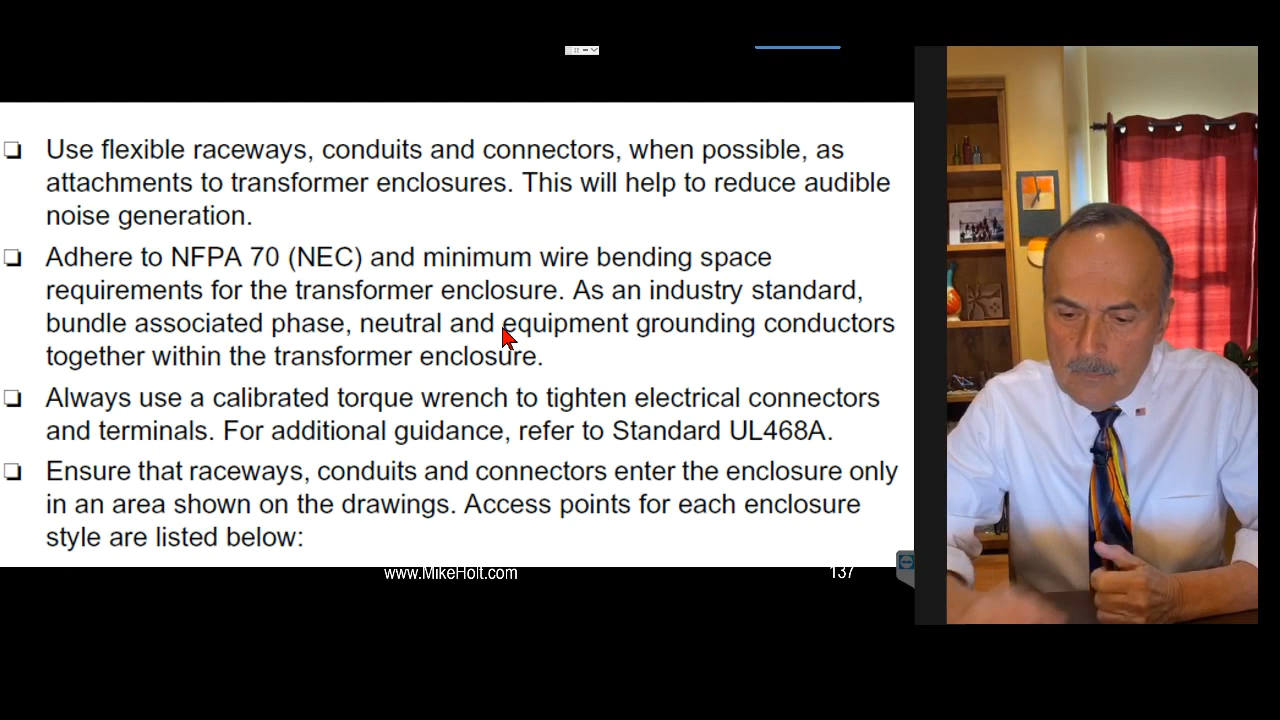 Use flexible raceways, conduits and connectors, when possible, as
attachments to transformer enclosures. This will help to reduce audible
noise generation.
Adhere to NFPA 70 (NEC) and minimum wire bending space
requirements for the transformer enclosure. As an industry standard,
bundle associated phase, neutral and equipment grounding conductors
together within the transformer enclosure.
Always use a calibrated torque wrench to tighten electrical connectors
and terminals. For additional guidance, refer to Standard UL468A.
Ensure that raceways, conduits and connectors enter the enclosure only
in an area shown on the drawings. Access points for each enclosure
style are listed below:
www.MikeHolt.com
137